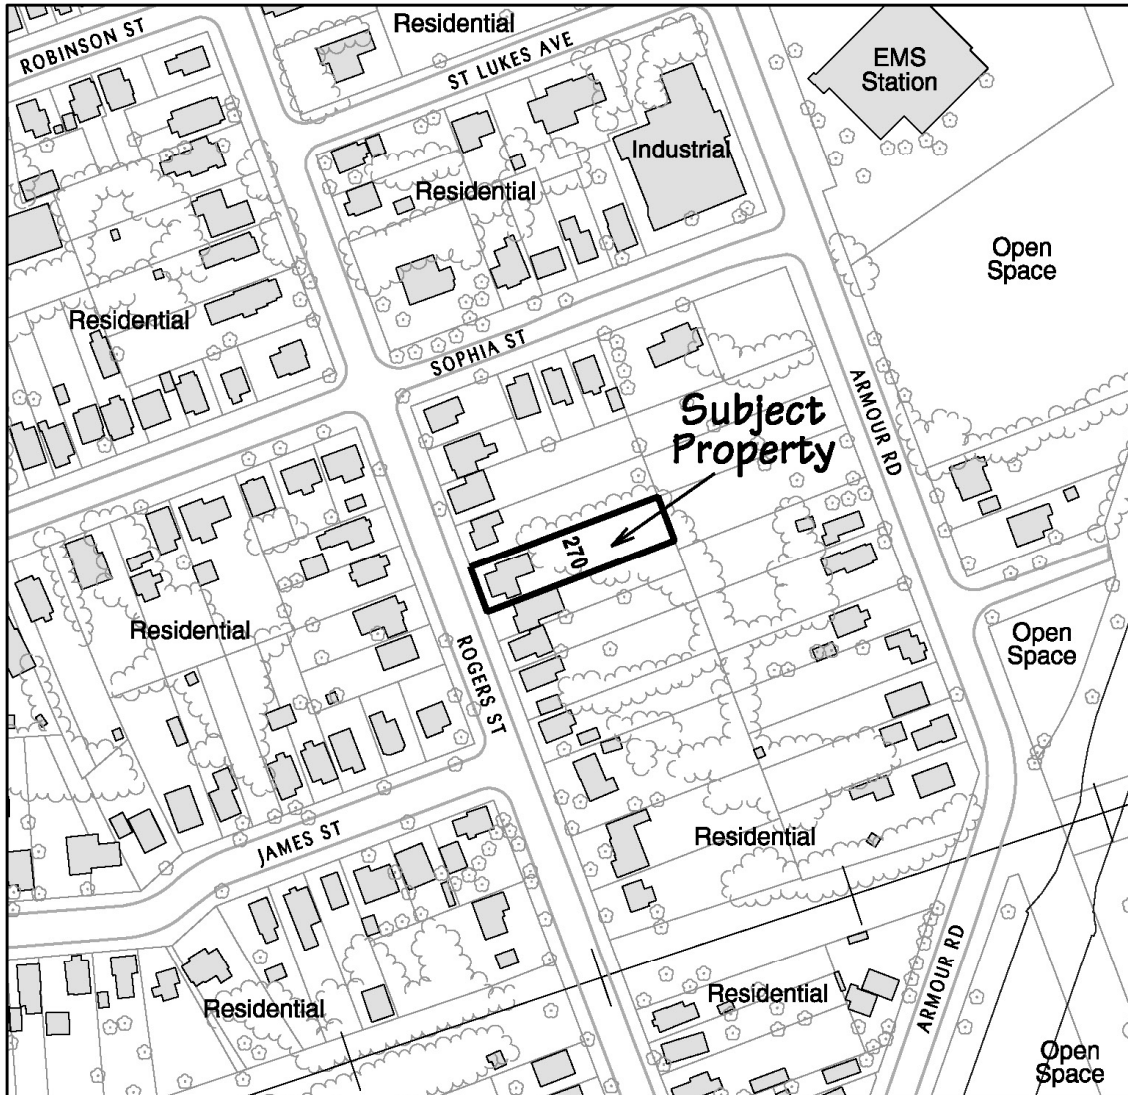 Residential
ROBINSON ST
ST LUKES AVE
EMS
Station
Industrial
Residential
Open
Space
Residential
SOPHIA ST
ARMOUR RD
Subject
Property
270
Residential
Open
Space
ROGERS ST
JAMES ST
Residential
ARMOUR RD
Residential
Residential
Open
Space